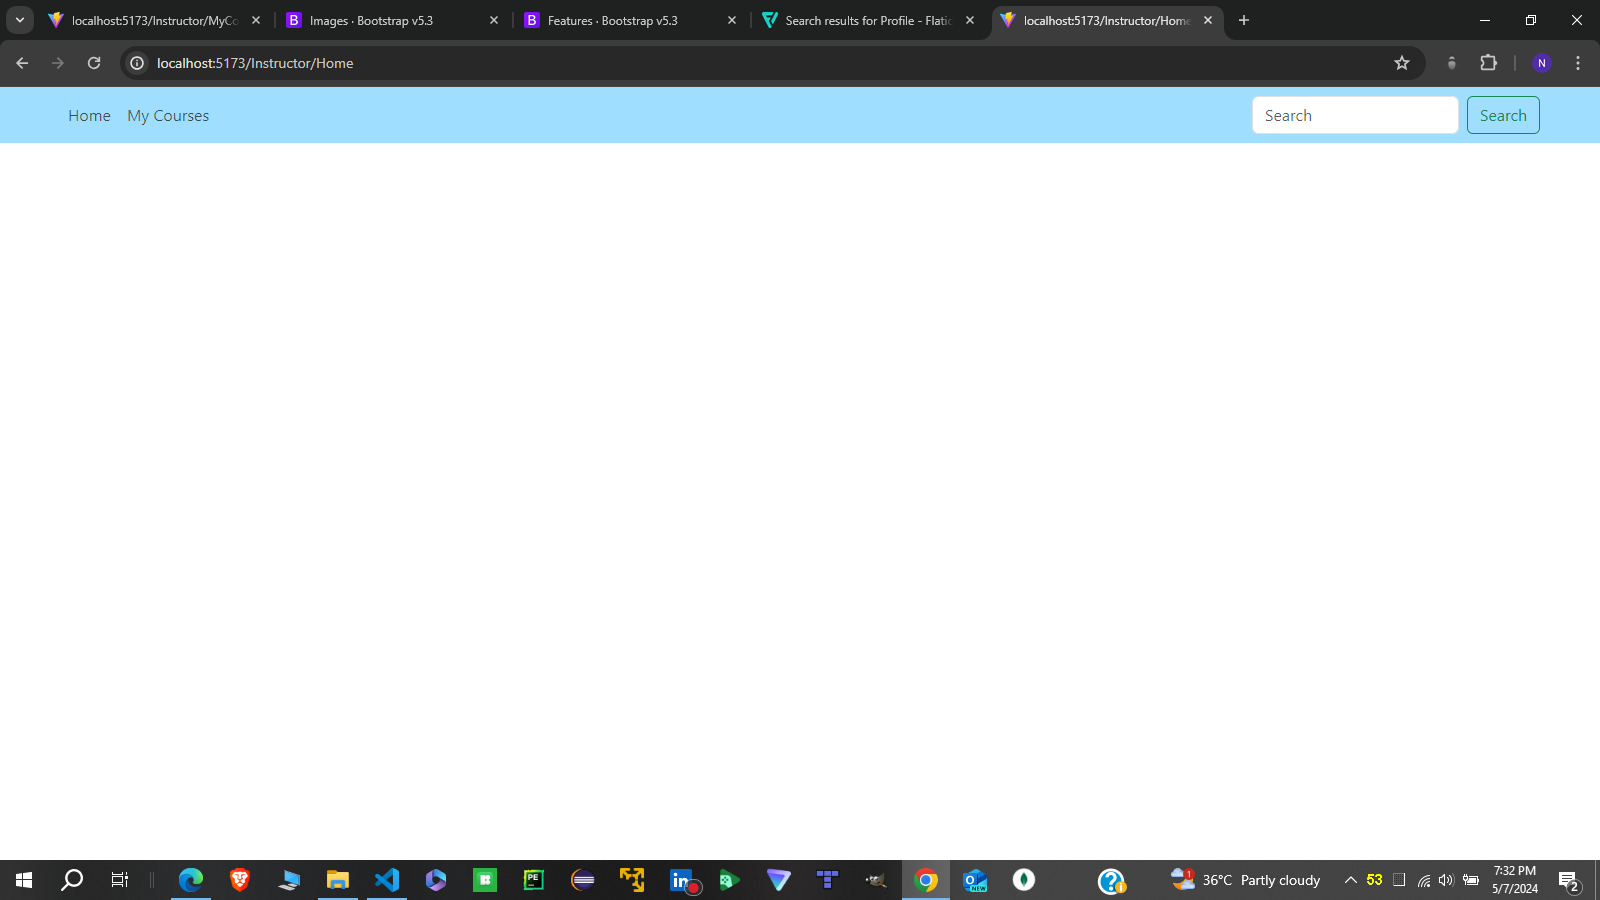 localhost:5173/Instructor/MyCo
Images · Bootstrap v5.3
Features · Bootstrap v5.3
Search results for Profile - Flatic
localhost:5173/Instructor/Home
localhost:5173/Instructor/Home
N
Home
My Courses
Search
Search
36°C Partly cloudy
53
7:32 PM
5/7/2024
2